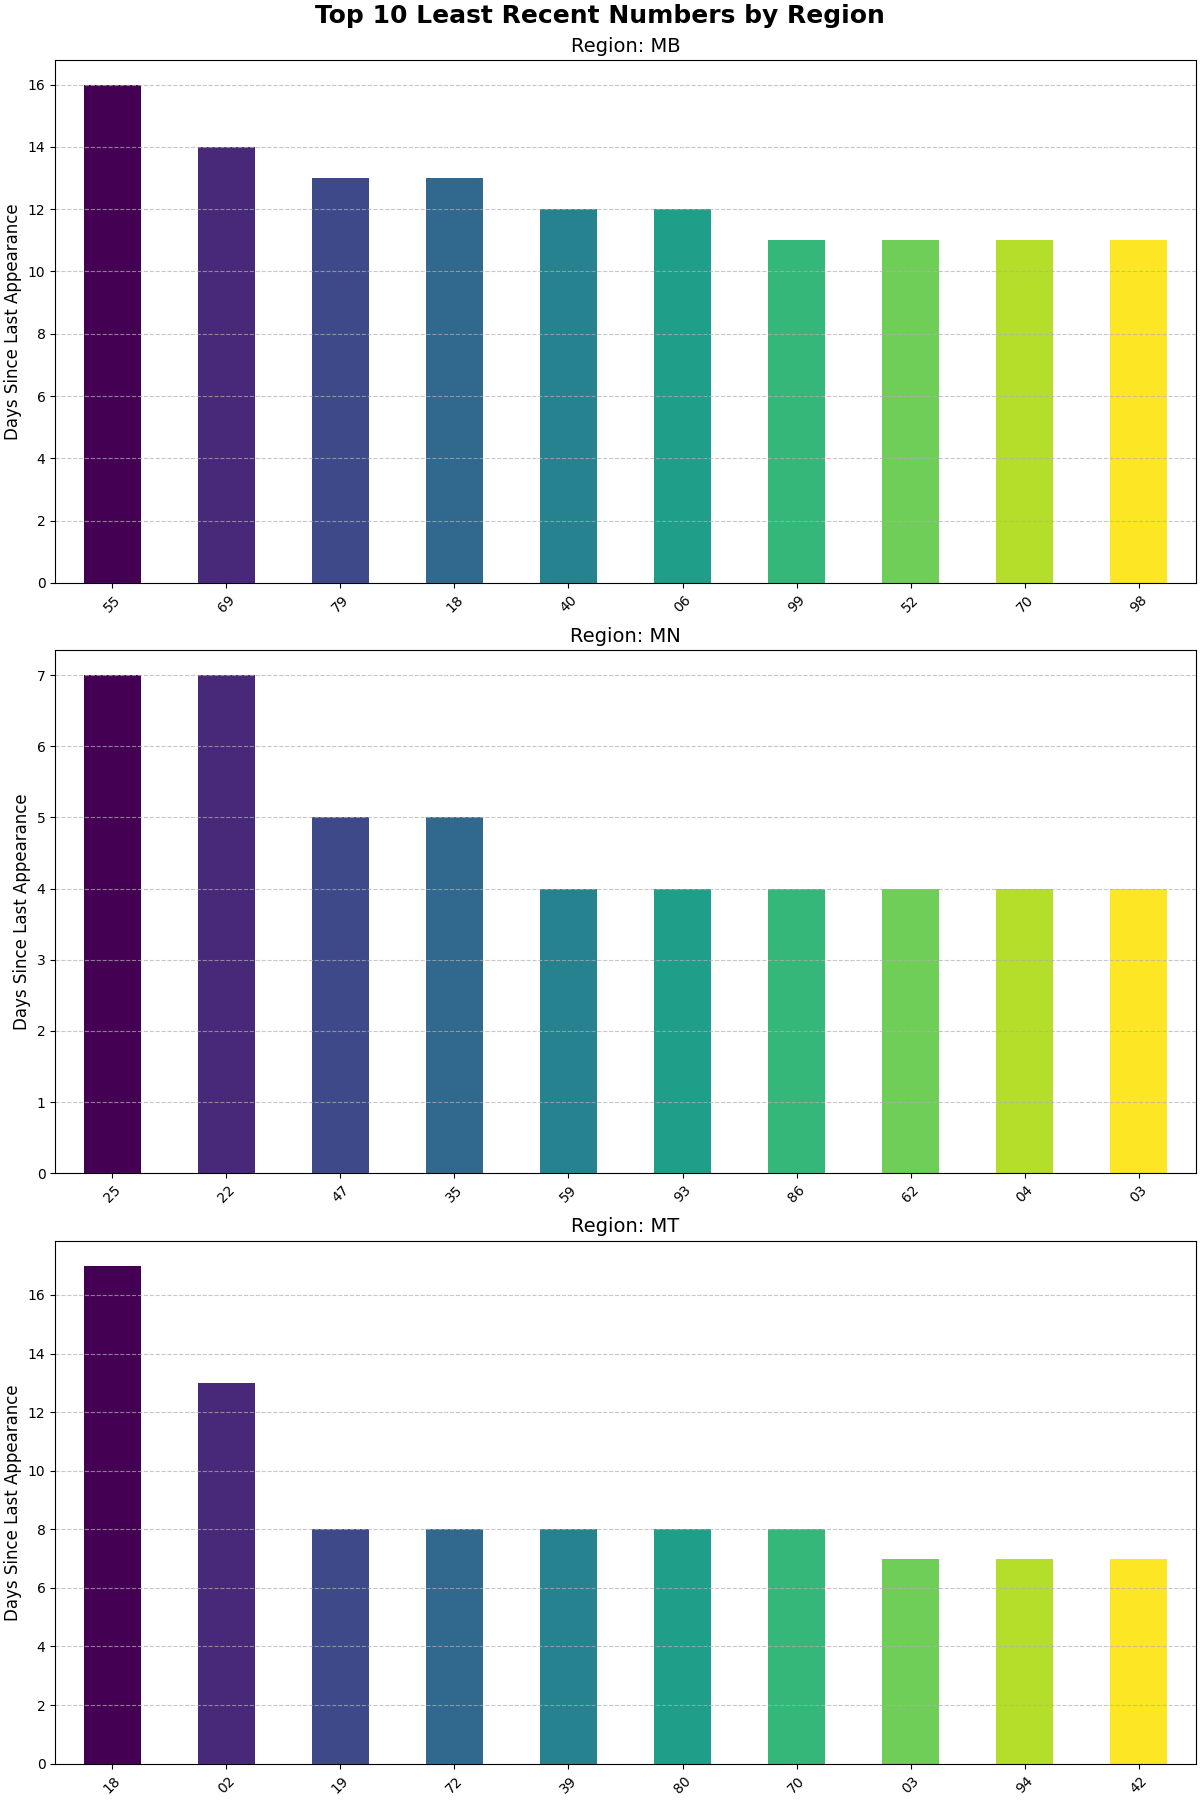 Top 10 Least Recent Numbers by Region
Region: MB
Days Since Last Appearance
16
14
12
10
8
6
4
2
0
55 69 79 18 40 06 99 52 70 98
Region: MN
Days Since Last Appearance
7
6
5
4
3
2
1
0
25 22 47 35 59 93 86 62 04 03
Region: MT
Days Since Last Appearance
16
14
12
10
8
6
4
2
0
18 02 19 72 39 80 70 03 94 42